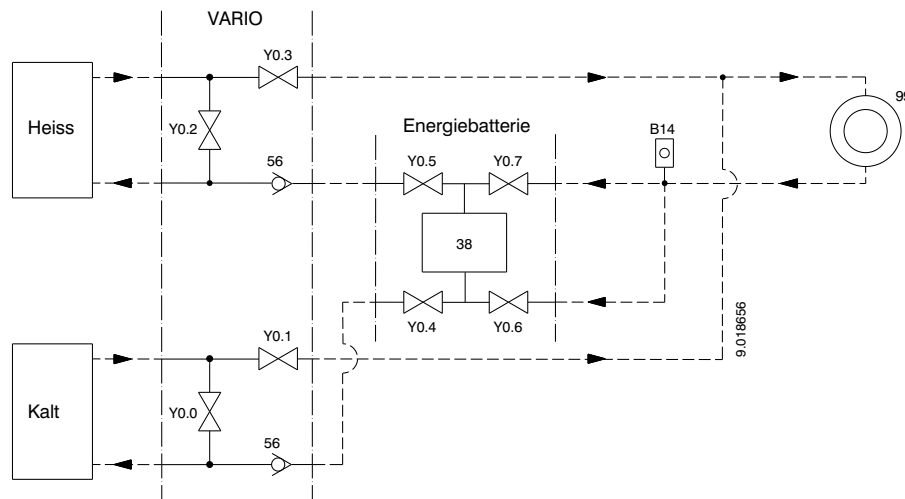 VARIO
Y0.3
Heiss
Y0.2
56
Energiebatterie
Y0.5
Y0.7
B14
99
38
Y0.4
Y0.6
9.018656
Y0.1
Kalt
Y0.0
56